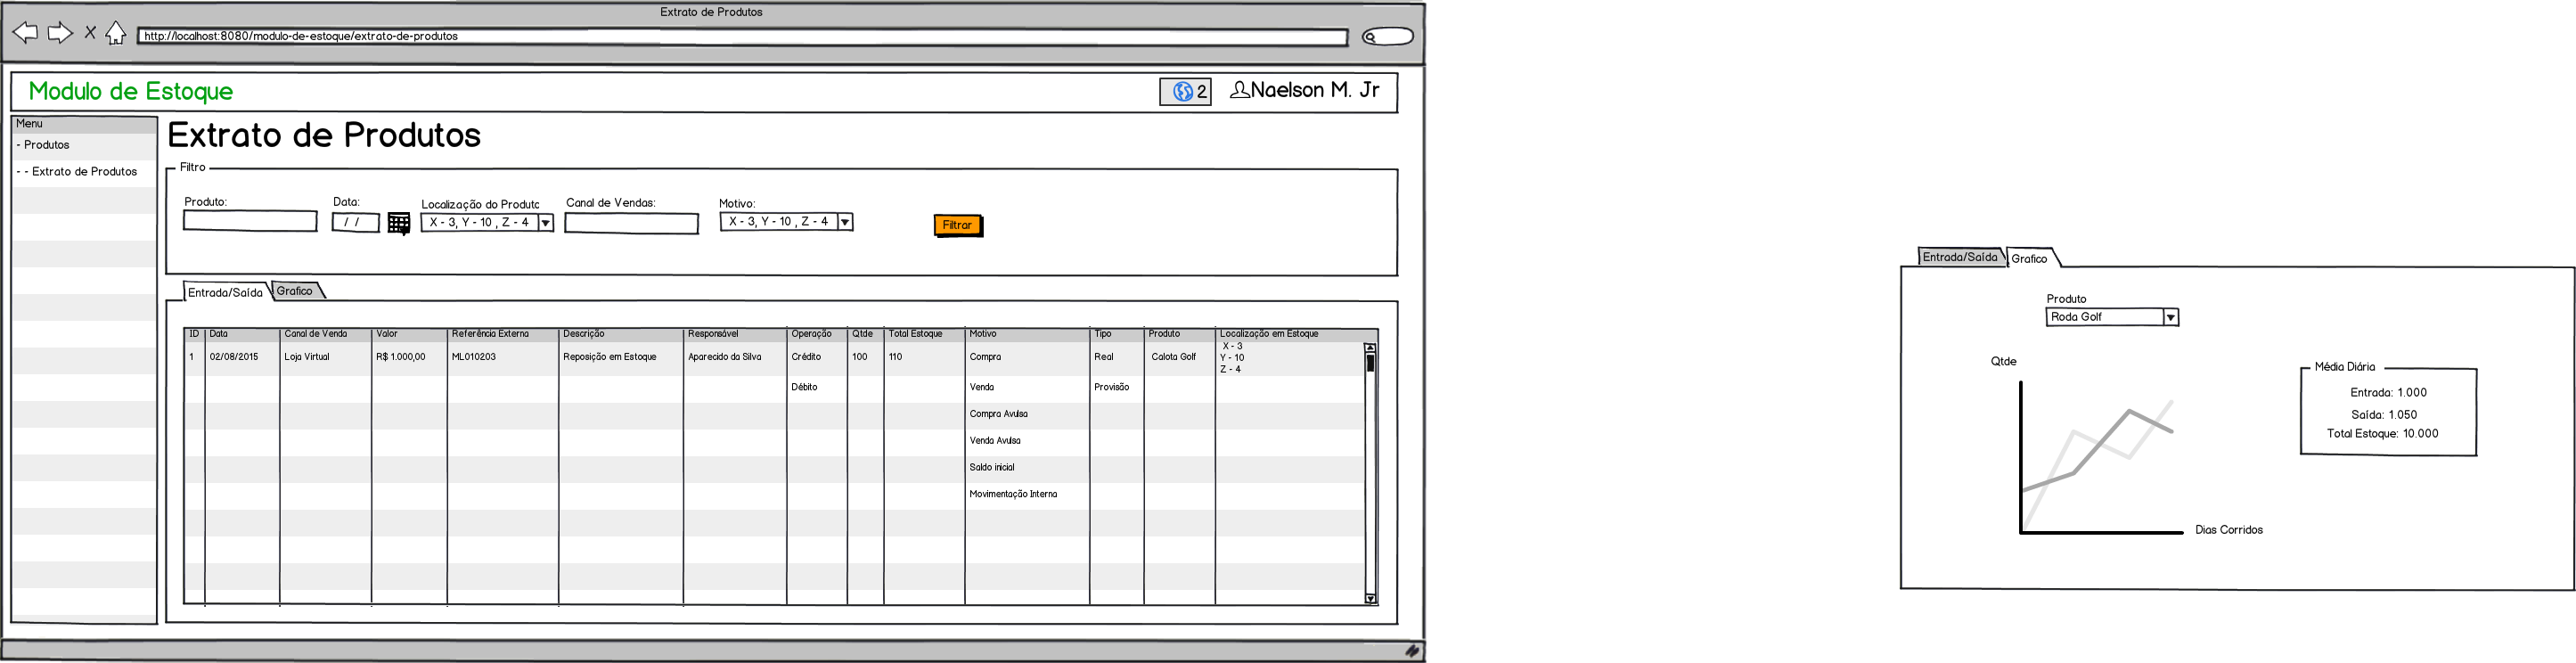 Extrato de Produtos
http://localhost:8080/modulo-de-estoque/extrato-de-produtos
Modulo de Estoque
2
Naelson M. Jr
Menu
- Produtos
- - Extrato de Produtos
Extrato de Produtos
Filtro
Produto:
Data:
Localização do Produtc
Canal de Vendas:
Motivo:
/ /
X - 3, Y - 10 , Z - 4
X - 3, Y - 10 , Z - 4
Filtrar
Entrada/Saída
Grafico
ID Data Canal de Venda Valor Referência Externa Descrição Responsável Operação Qtde Total Estoque Motivo Tipo Produto Localização em Estoque
1 02/08/2015 Loja Virtual R$ 1.000,00 ML010203 Reposição em Estoque Aparecido da Silva Crédito 100 110 Compra Real Calota Golf X - 3
Y - 10
Z - 4
Débito Venda Provisão
Compra Avulsa
Venda Avulsa
Saldo inicial
Movimentação Interna
Entrada/Saída
Grafico
Produto
Roda Golf
Qtde
Dias Corridos
Média Diária
Entrada: 1.000
Saída: 1.050
Total Estoque: 10.000